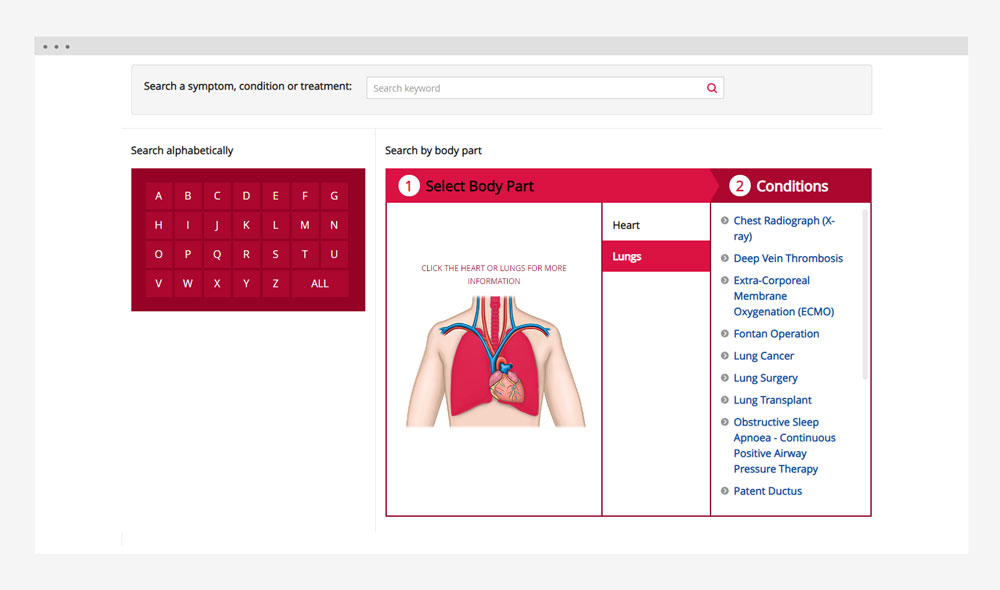 Search a symptom, condition or treatment:
Search keyword
Search alphabetically
A B C D E F G
H I J K L M N
O P Q R S T U
V W X Y Z ALL
Search by body part
1 Select Body Part
CLICK THE HEART OR LUNGS FOR MORE
INFORMATION
Heart
Lungs
2 Conditions
Chest Radiograph (X-
ray)
Deep Vein Thrombosis
Extra-Corporeal
Membrane
Oxygenation (ECMO)
Fontan Operation
Lung Cancer
Lung Surgery
Lung Transplant
Obstructive Sleep
Apnoea - Continuous
Positive Airway
Pressure Therapy
Patent Ductus